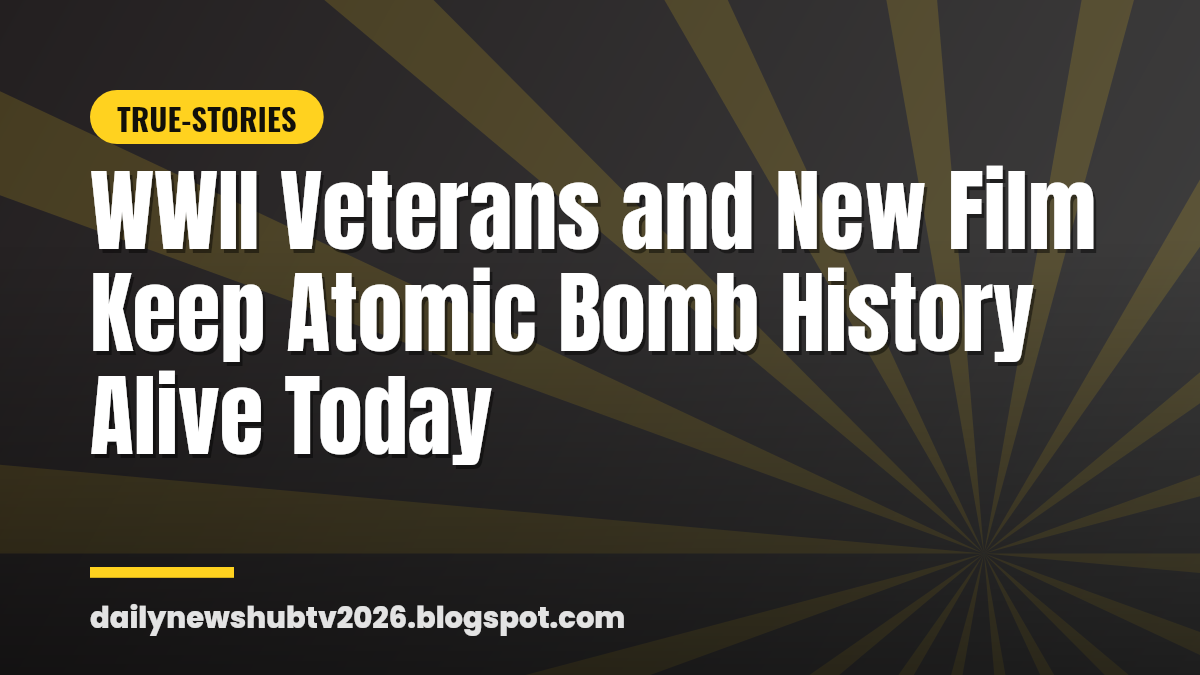 TRUE-STORIES
WWII Veterans and New Film
Keep Atomic Bomb History
Alive Today
dailynewshubtv2026.blogspot.com